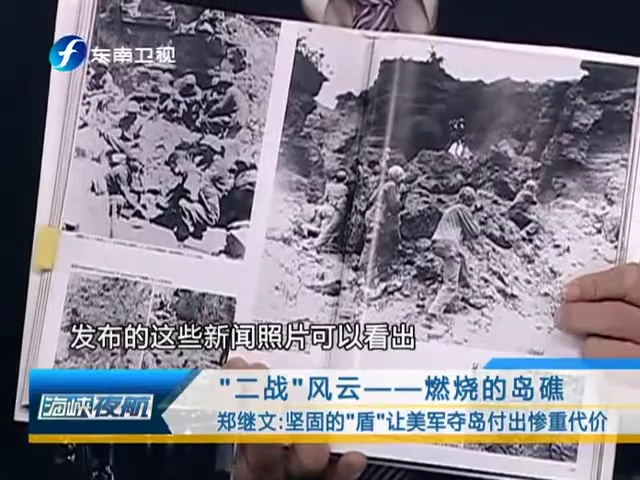 东南卫视
发布的这些新闻照片可以看出
"二战"风云——燃烧的岛礁
海峡夜航
郑继文:坚固的"盾"让美军夺岛付出惨重代价